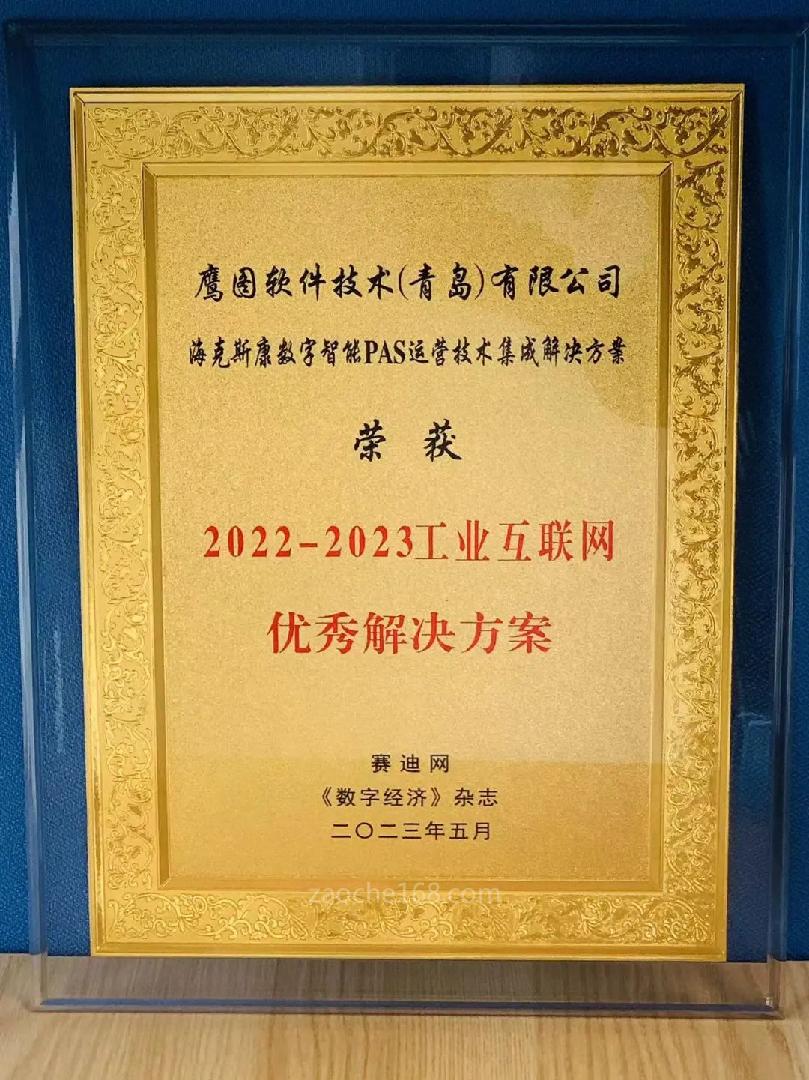 鹰图软件技术(青岛)有限公司
海克斯康数字智能PAS运营技术集成解决方案
荣获
2022-2023工业互联网
优秀解决方案
赛迪网
《数字经济》杂志
二〇二三年五月
zaoche168.com